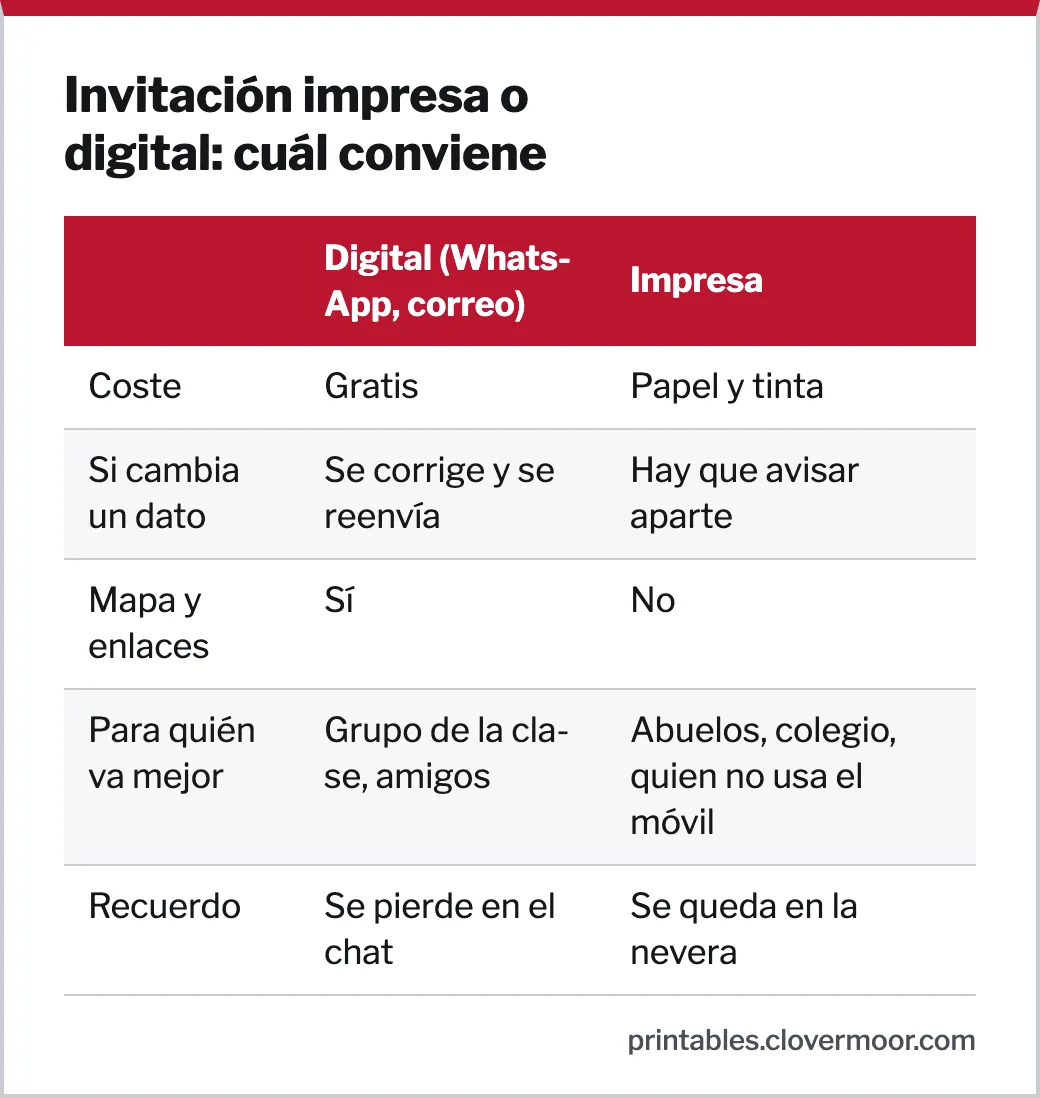 Invitación impresa o
digital: cuál conviene
Digital (Whats-
App, correo)
Impresa
Coste
Gratis
Papel y tinta
Si cambia
un dato
Se corrige y se
reenvía
Hay que avisar
aparte
Mapa y
enlaces
Sí
No
Para quién
va mejor
Grupo de la cla-
se, amigos
Abuelos, colegio,
quien no usa el
móvil
Recuerdo
Se pierde en el
chat
Se queda en la
nevera
printables.clovermoor.com